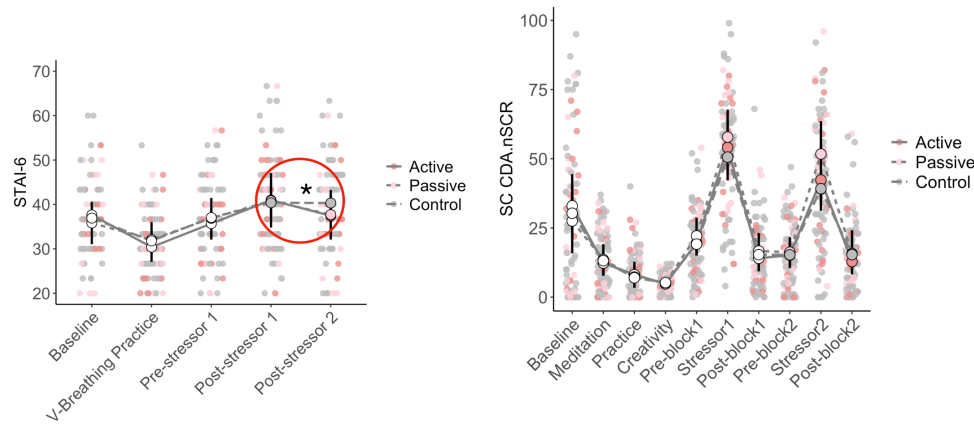 STAI-6
70
60
50
40
30
20
*
Baseline
V-Breathing Practice
Pre-stressor 1
Post-stressor 1
Post-stressor 2
Active
Passive
Control
SC CDA.nSCR
100
75
50
25
0
Baseline
Meditation
Practice
Creativity
Pre-block1
Stressor1
Post-block1
Pre-block2
Stressor2
Post-block2
Active
Passive
Control